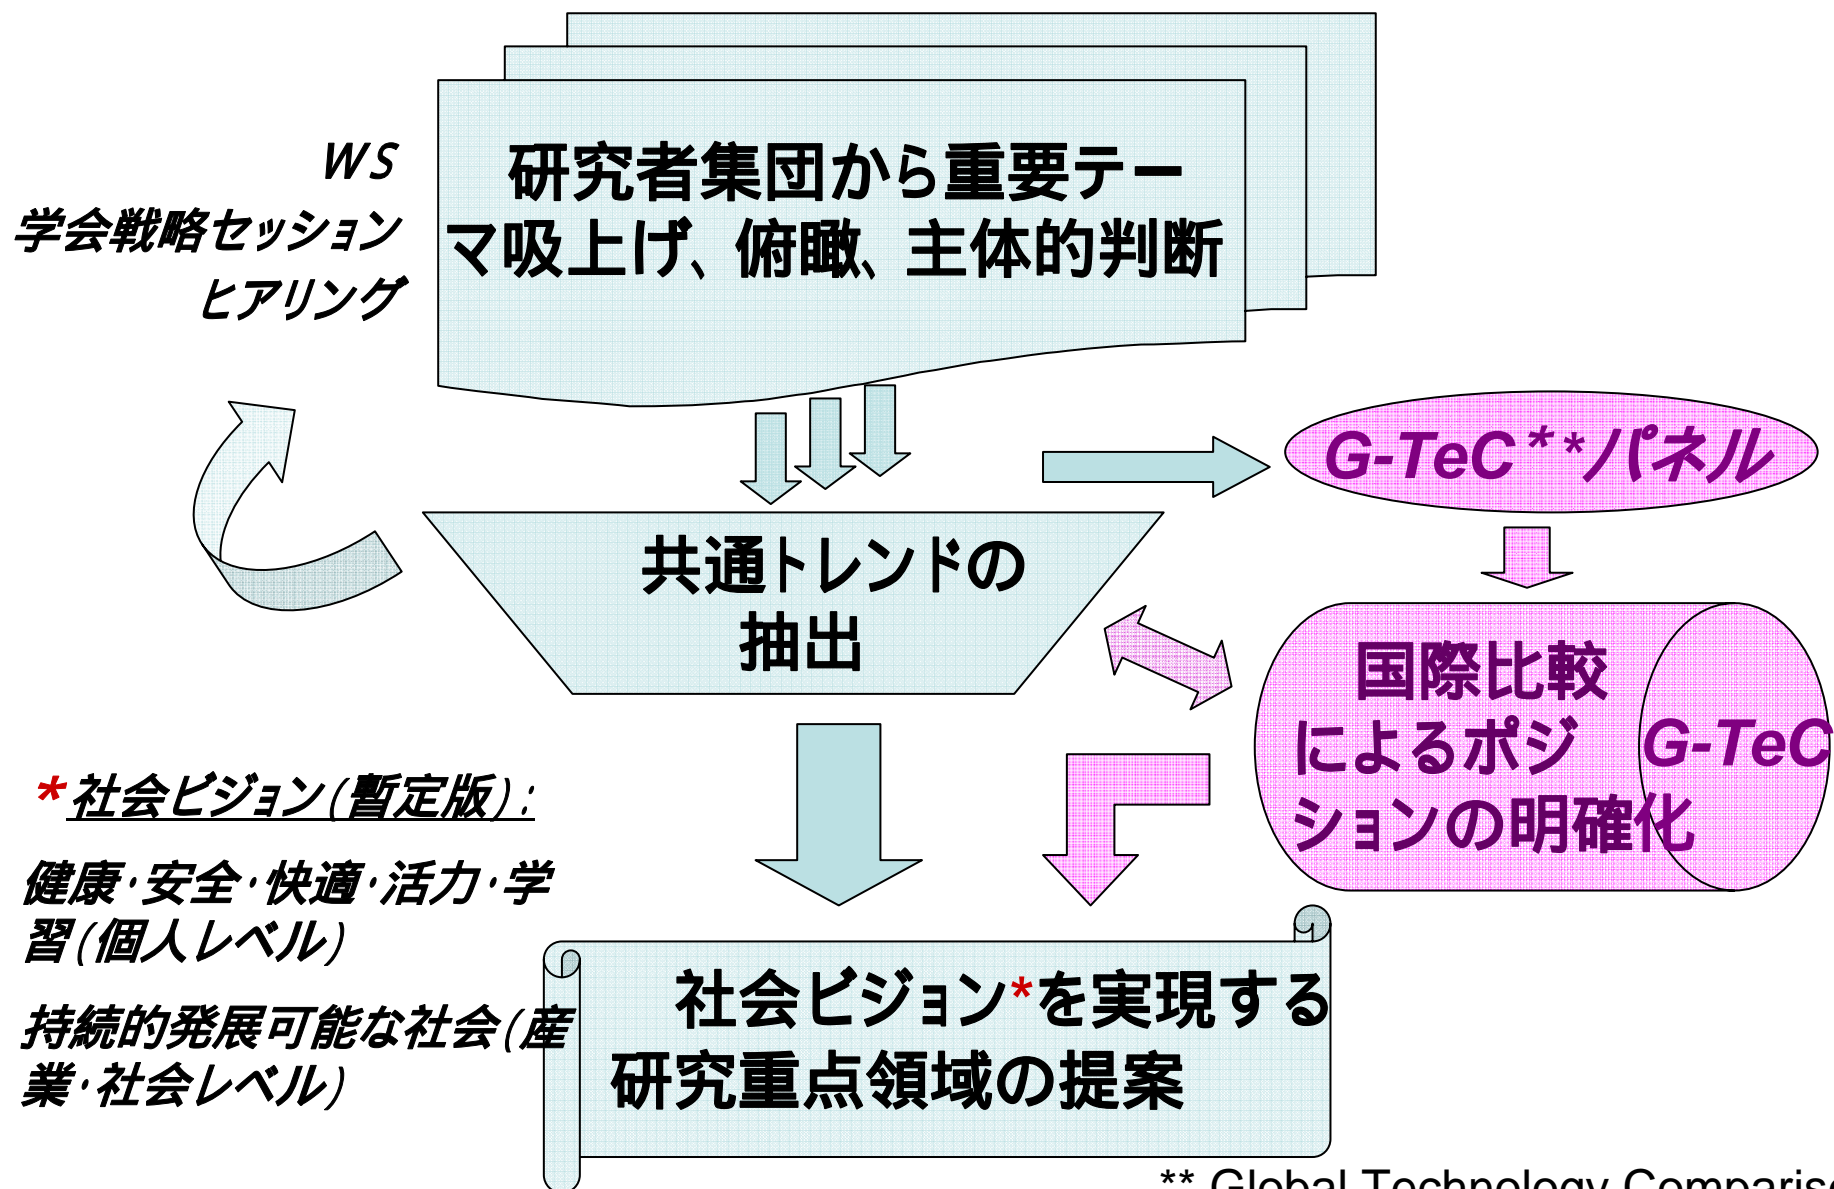 WS
学会戦略セッション
ヒアリング
研究者集団から重要テー
マ吸上げ、俯瞰、主体的判断
G-TeC**パネル
共通トレンドの
抽出
国際比較
によるポジ
ションの明確化
G-TeC
*社会ビジョン(暫定版):
健康・安全・快適・活力・学
習(個人レベル)
持続的発展可能な社会(産
業・社会レベル)
社会ビジョン*を実現する
研究重点領域の提案
** Global Technology